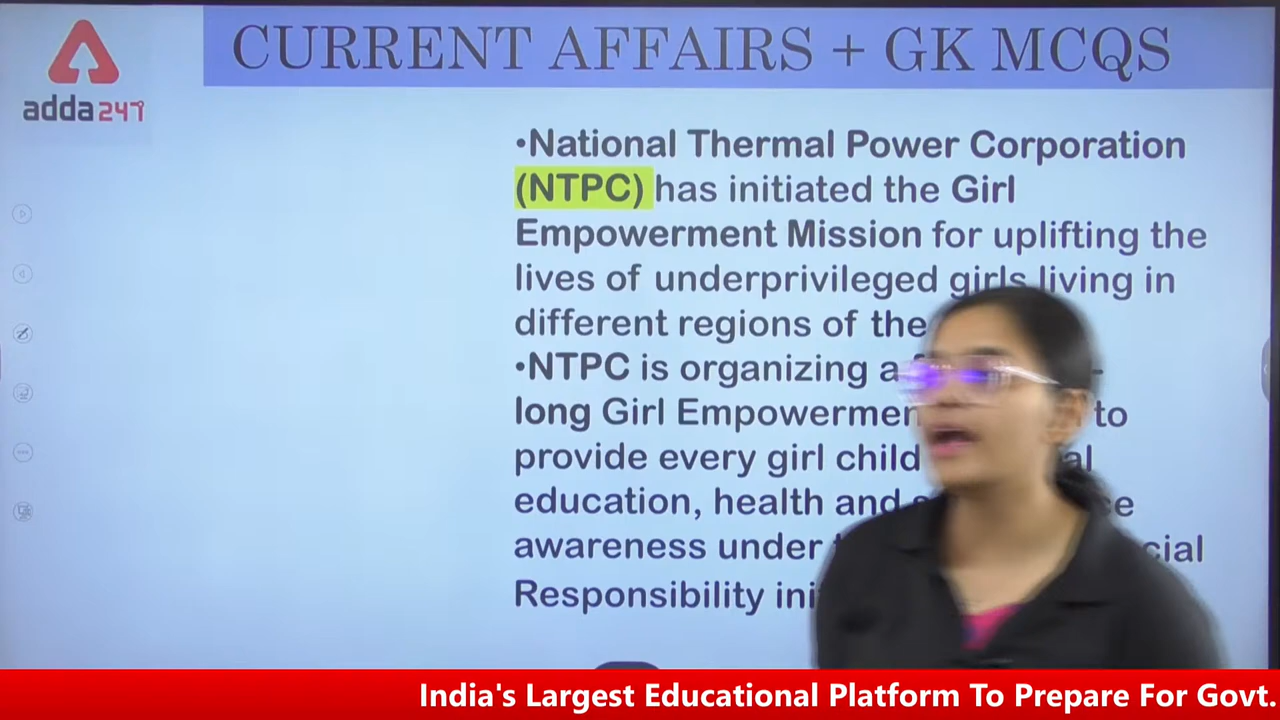 CURRENT AFFAIRS + GK MCQS
adda247
•National Thermal Power Corporation
(NTPC) has initiated the Girl
Empowerment Mission for uplifting the
lives of underprivileged girls living in
different regions of the
•NTPC is organizing a
long Girl Empowermen to
provide every girl child al
education, health and
awareness under cial
Responsibility ini
India's Largest Educational Platform To Prepare For Govt.